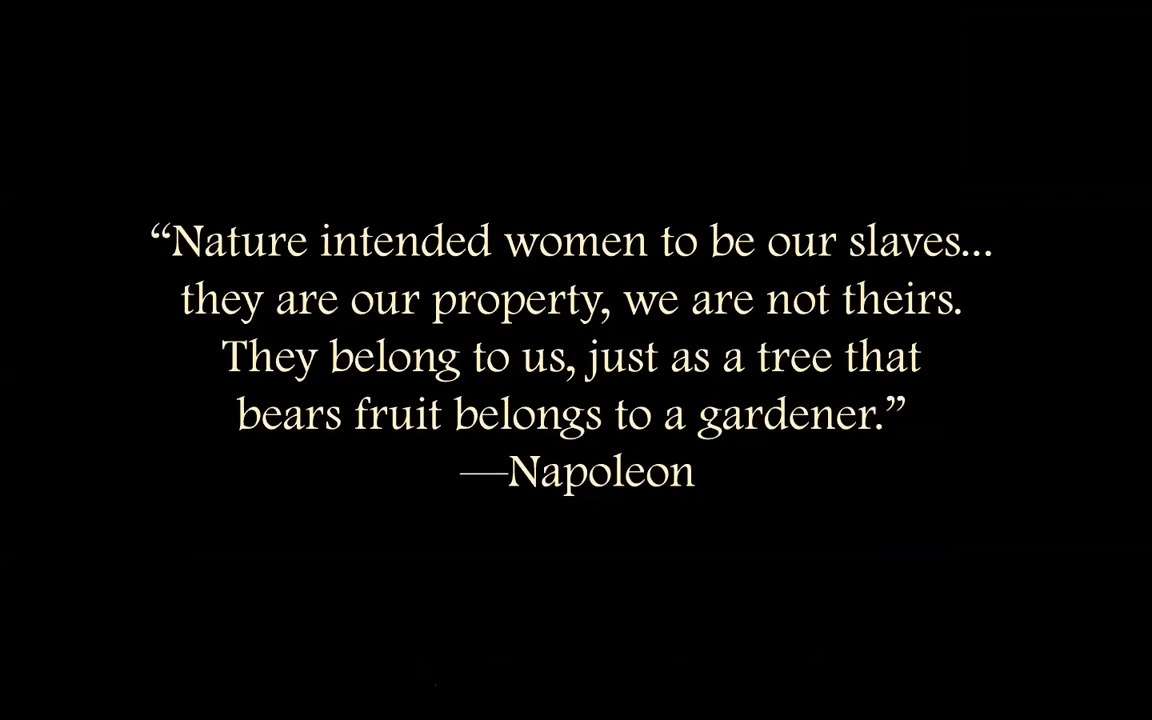 “Nature intended women to be our slaves...
they are our property, we are not theirs.
They belong to us, just as a tree that
bears fruit belongs to a gardener.”
—Napoleon